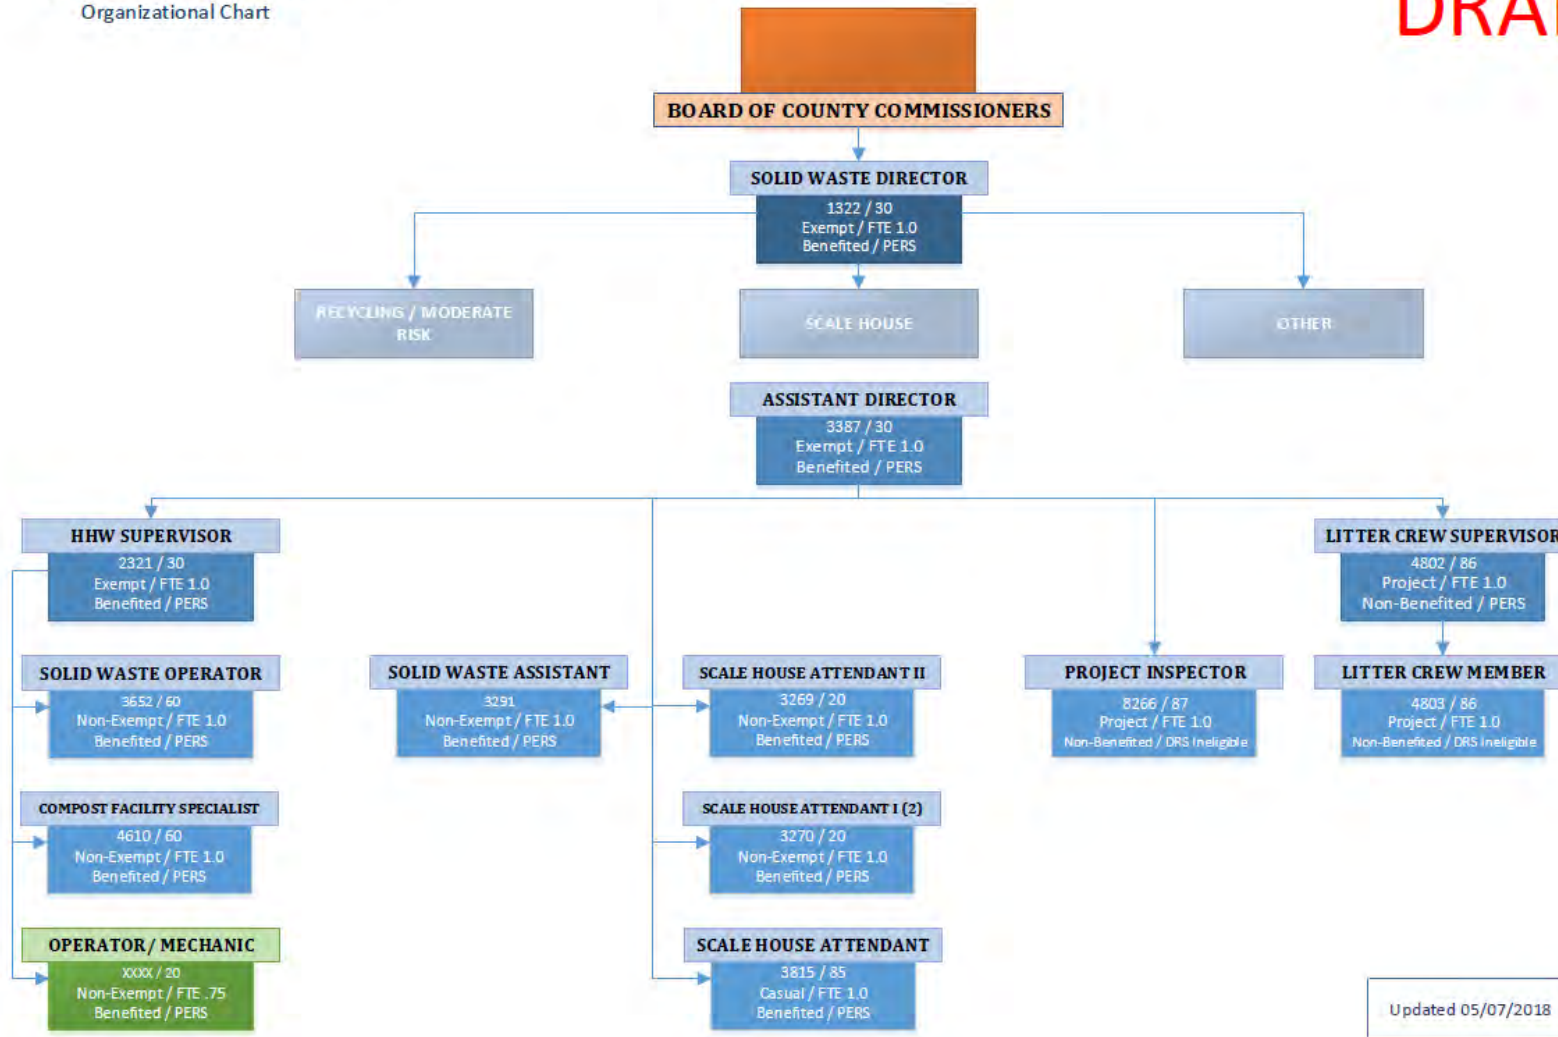 Organizational Chart
DRAF
BOARD OF COUNTY COMMISSIONERS
SOLID WASTE DIRECTOR
1322 / 30
Exempt / FTE 1.0
Benefited / PERS
RECYCLING / MODERATE
RISK
SCALE HOUSE
OTHER
ASSISTANT DIRECTOR
3387 / 30
Exempt / FTE 1.0
Benefited / PERS
HHW SUPERVISOR
2321 / 30
Exempt / FTE 1.0
Benefited / PERS
LITTER CREW SUPERVISOR
4802 / 86
Project / FTE 1.0
Non-Benefited / PERS
SOLID WASTE OPERATOR
3652 / 60
Non-Exempt / FTE 1.0
Benefited / PERS
SOLID WASTE ASSISTANT
3291
Non-Exempt / FTE 1.0
Benefited / PERS
SCALE HOUSE ATTENDANT II
3269 / 20
Non-Exempt / FTE 1.0
Benefited / PERS
PROJECT INSPECTOR
8266 / 87
Project / FTE 1.0
Non-Benefited / DRS Ineligible
LITTER CREW MEMBER
4803 / 86
Project / FTE 1.0
Non-Benefited / DRS Ineligible
COMPOST FACILITY SPECIALIST
4610 / 60
Non-Exempt / FTE 1.0
Benefited / PERS
SCALE HOUSE ATTENDANT I (2)
3270 / 20
Non-Exempt / FTE 1.0
Benefited / PERS
OPERATOR / MECHANIC
XXXX / 20
Non-Exempt / FTE .75
Benefited / PERS
SCALE HOUSE ATTENDANT
3815 / 85
Casual / FTE 1.0
Benefited / PERS
Updated 05/07/2018